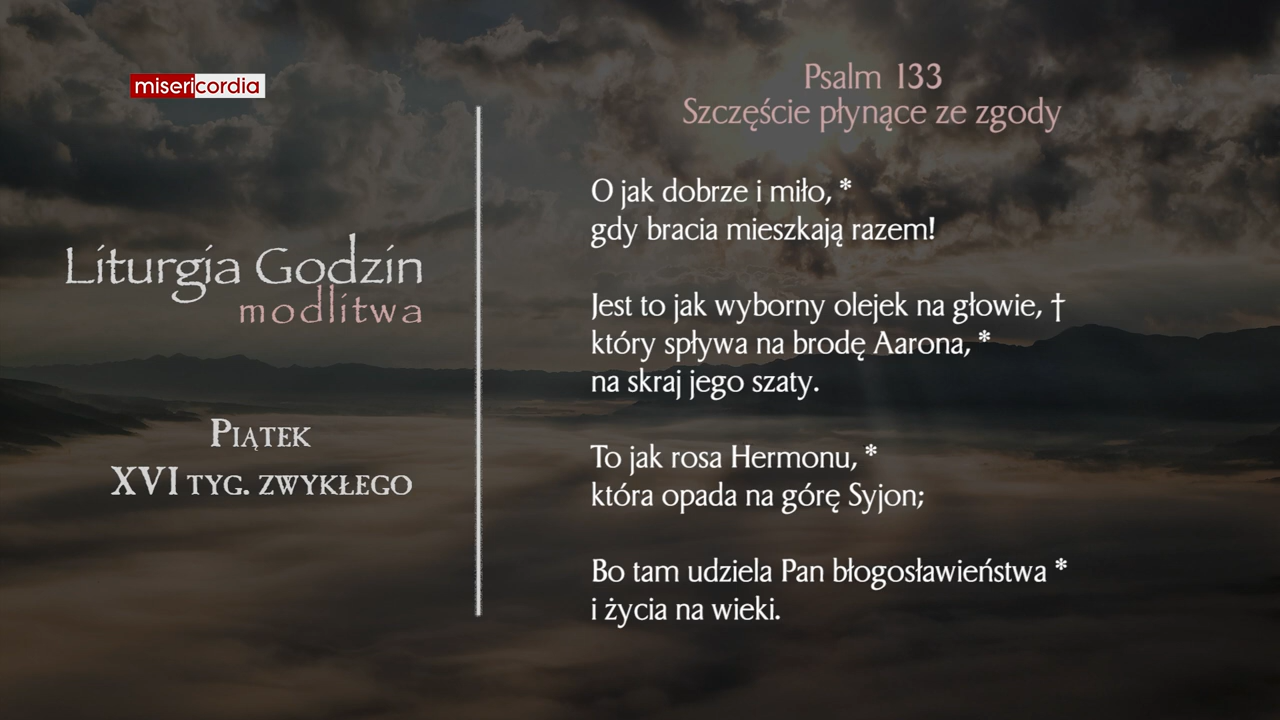 misericordia
Liturgia Godzin
modlitwa
Piątek
XVI tyg. zwykłego
Psalm 133
Szczęście płynące ze zgody
O jak dobrze i miło, *
gdy bracia mieszkają razem!
Jest to jak wyborny olejek na głowie, †
który spływa na brodę Aarona, *
na skraj jego szaty.
To jak rosa Hermonu, *
która opada na górę Syjon;
Bo tam udziela Pan błogosławieństwa *
i życia na wieki.